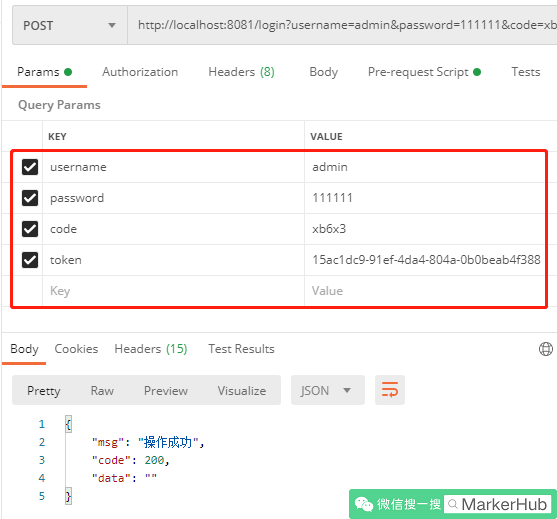 POST http://localhost:8081/login?username=admin&password=111111&code=xb
Params Authorization Headers (8) Body Pre-request Script Tests
Query Params
KEY VALUE
username admin
password 111111
code xb6x3
token 15ac1dc9-91ef-4da4-804a-0b0beab4f388
Key Value
Body Cookies Headers (15) Test Results
Pretty Raw Preview Visualize JSON
1 {
2 "msg": "操作成功",
3 "code": 200,
4 "data": ""
5 }
微信搜一搜 MarkerHub